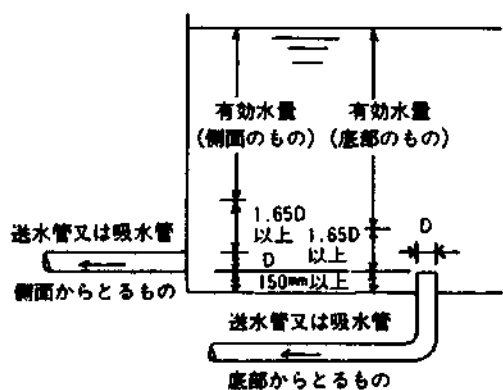 有効水量
(側面のもの)
有効水量
(底部のもの)
1.65D
以上
1.65D
以上
D
D
150mm以上
送水管又は吸水管
側面からとるもの
送水管又は吸水管
底部からとるもの